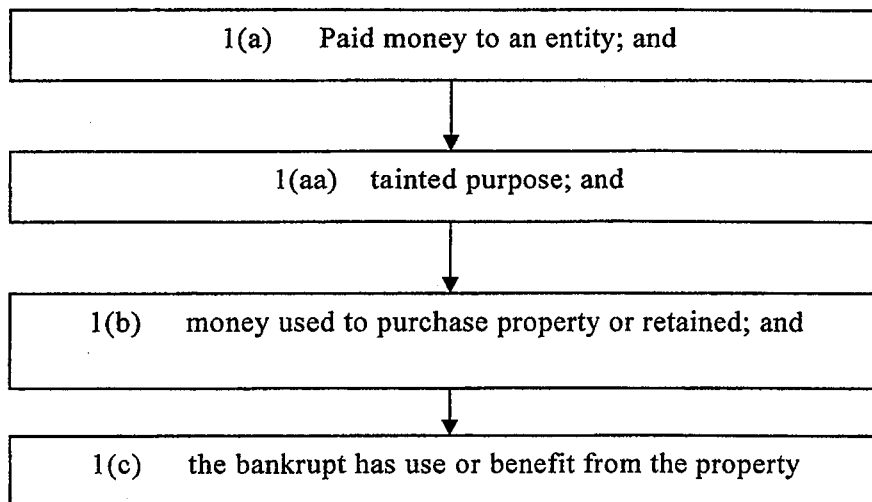 1(a) Paid money to an entity; and
1(aa) tainted purpose; and
1(b) money used to purchase property or retained; and
1(c) the bankrupt has use or benefit from the property